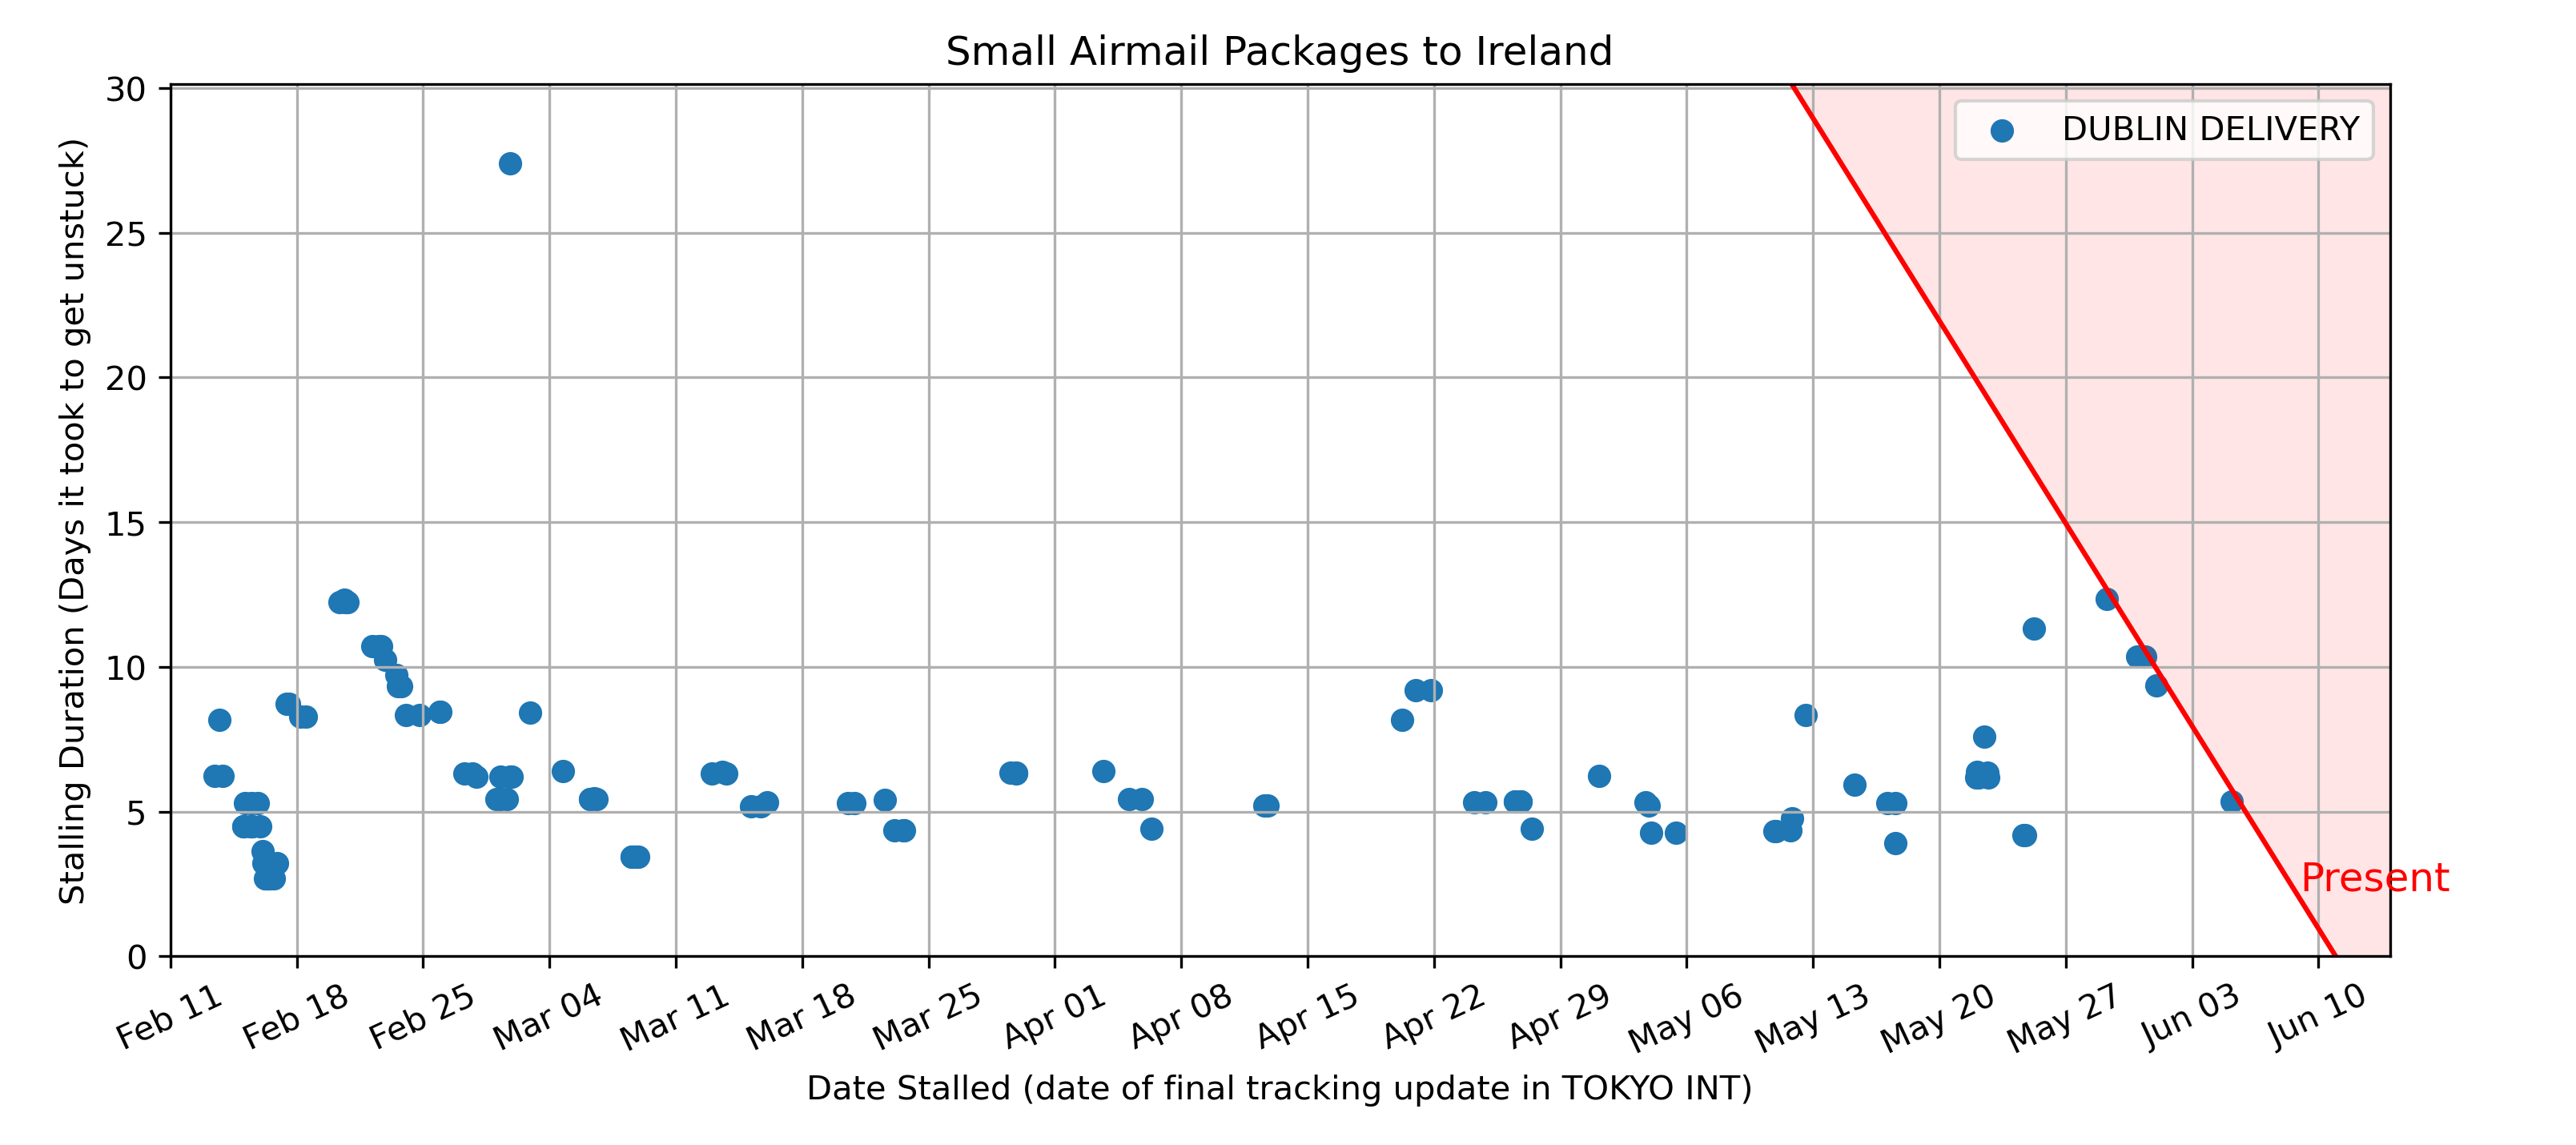 Small Airmail Packages to Ireland
Stalling Duration (Days it took to get unstuck)
30
25
20
15
10
5
0
DUBLIN DELIVERY
Present
Feb 11
Feb 18
Feb 25
Mar 04
Mar 11
Mar 18
Mar 25
Apr 01
Apr 08
Apr 15
Apr 22
Apr 29
May 06
May 13
May 20
May 27
Jun 03
Jun 10
Date Stalled (date of final tracking update in TOKYO INT)